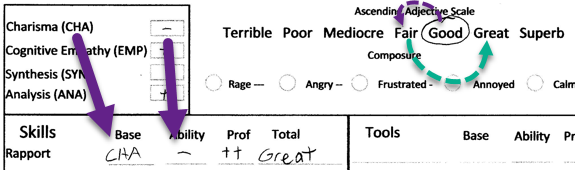 Ascending Adjective Scale
Charisma (CHA) –
Terrible Poor Mediocre Fair Good Great Superb
Cognitive Empathy (EMP)
Composure
Synthesis (SYN
Analysis (ANA) +
Rage -- Angry -- Frustrated - Annoyed Calm
Skills Base Ability Prof Total
Tools Base Ability Pr
Rapport CHA – ++ Great